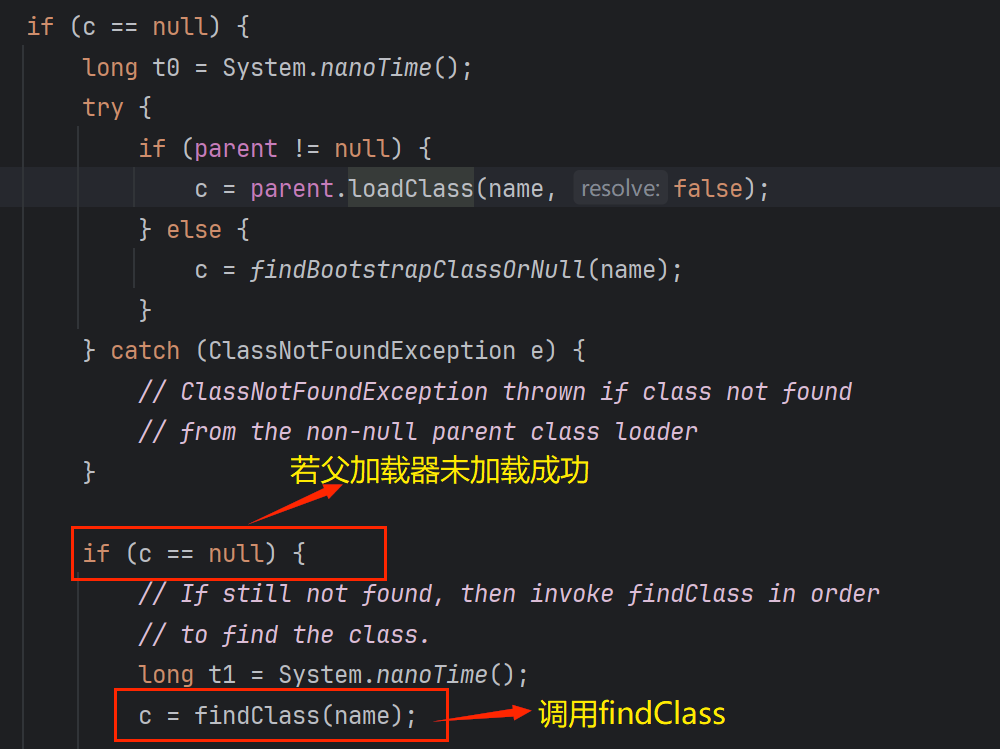 if (c == null) {
long t0 = System.nanoTime();
try {
if (parent != null) {
c = parent.loadClass(name, resolve: false);
} else {
c = findBootstrapClassOrNull(name);
}
} catch (ClassNotFoundException e) {
// ClassNotFoundException thrown if class not found
// from the non-null parent class loader
}
若父加载器未加载成功
if (c == null) {
// If still not found, then invoke findClass in order
// to find the class.
long t1 = System.nanoTime();
c = findClass(name);
调用findClass